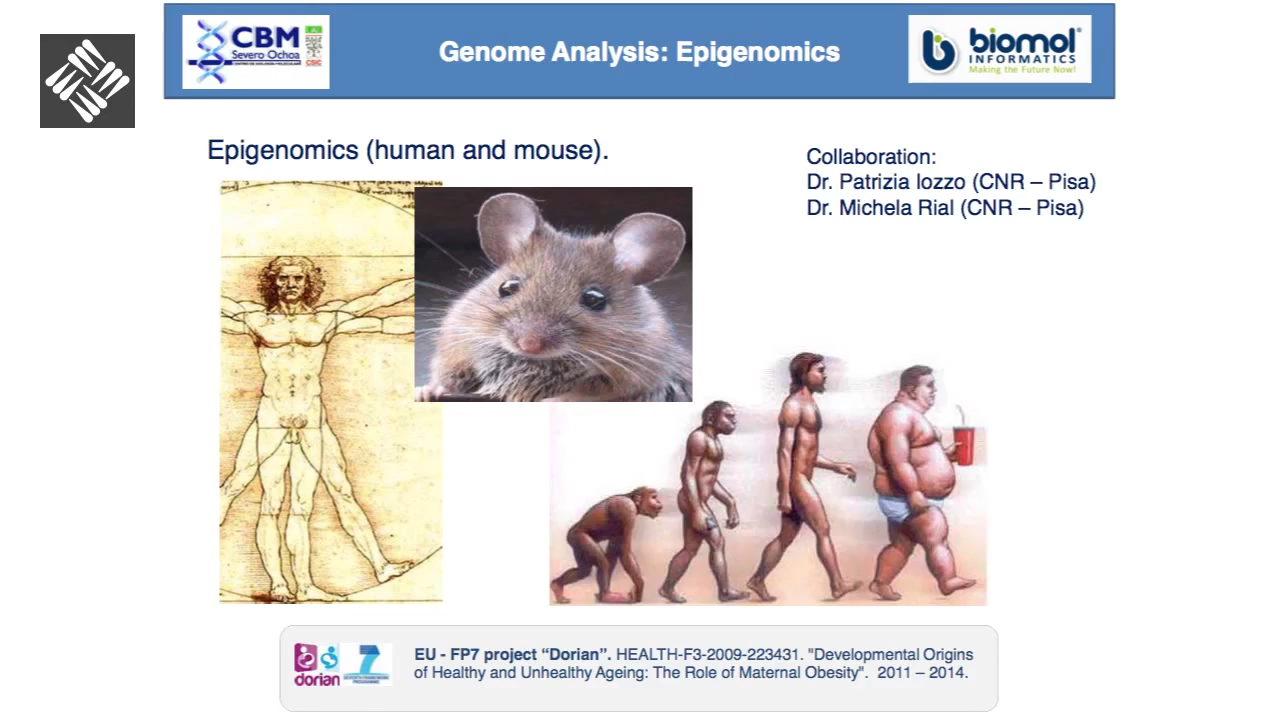 CBM
Severo Ochoa
CSIC
Genome Analysis: Epigenomics
biomol
INFORMATICS
Making the Future Now!
Epigenomics (human and mouse).
Collaboration:
Dr. Patrizia Iozzo (CNR – Pisa)
Dr. Michela Rial (CNR – Pisa)
dorian
7
EU - FP7 project “Dorian”. HEALTH-F3-2009-223431. "Developmental Origins
of Healthy and Unhealthy Ageing: The Role of Maternal Obesity". 2011 – 2014.